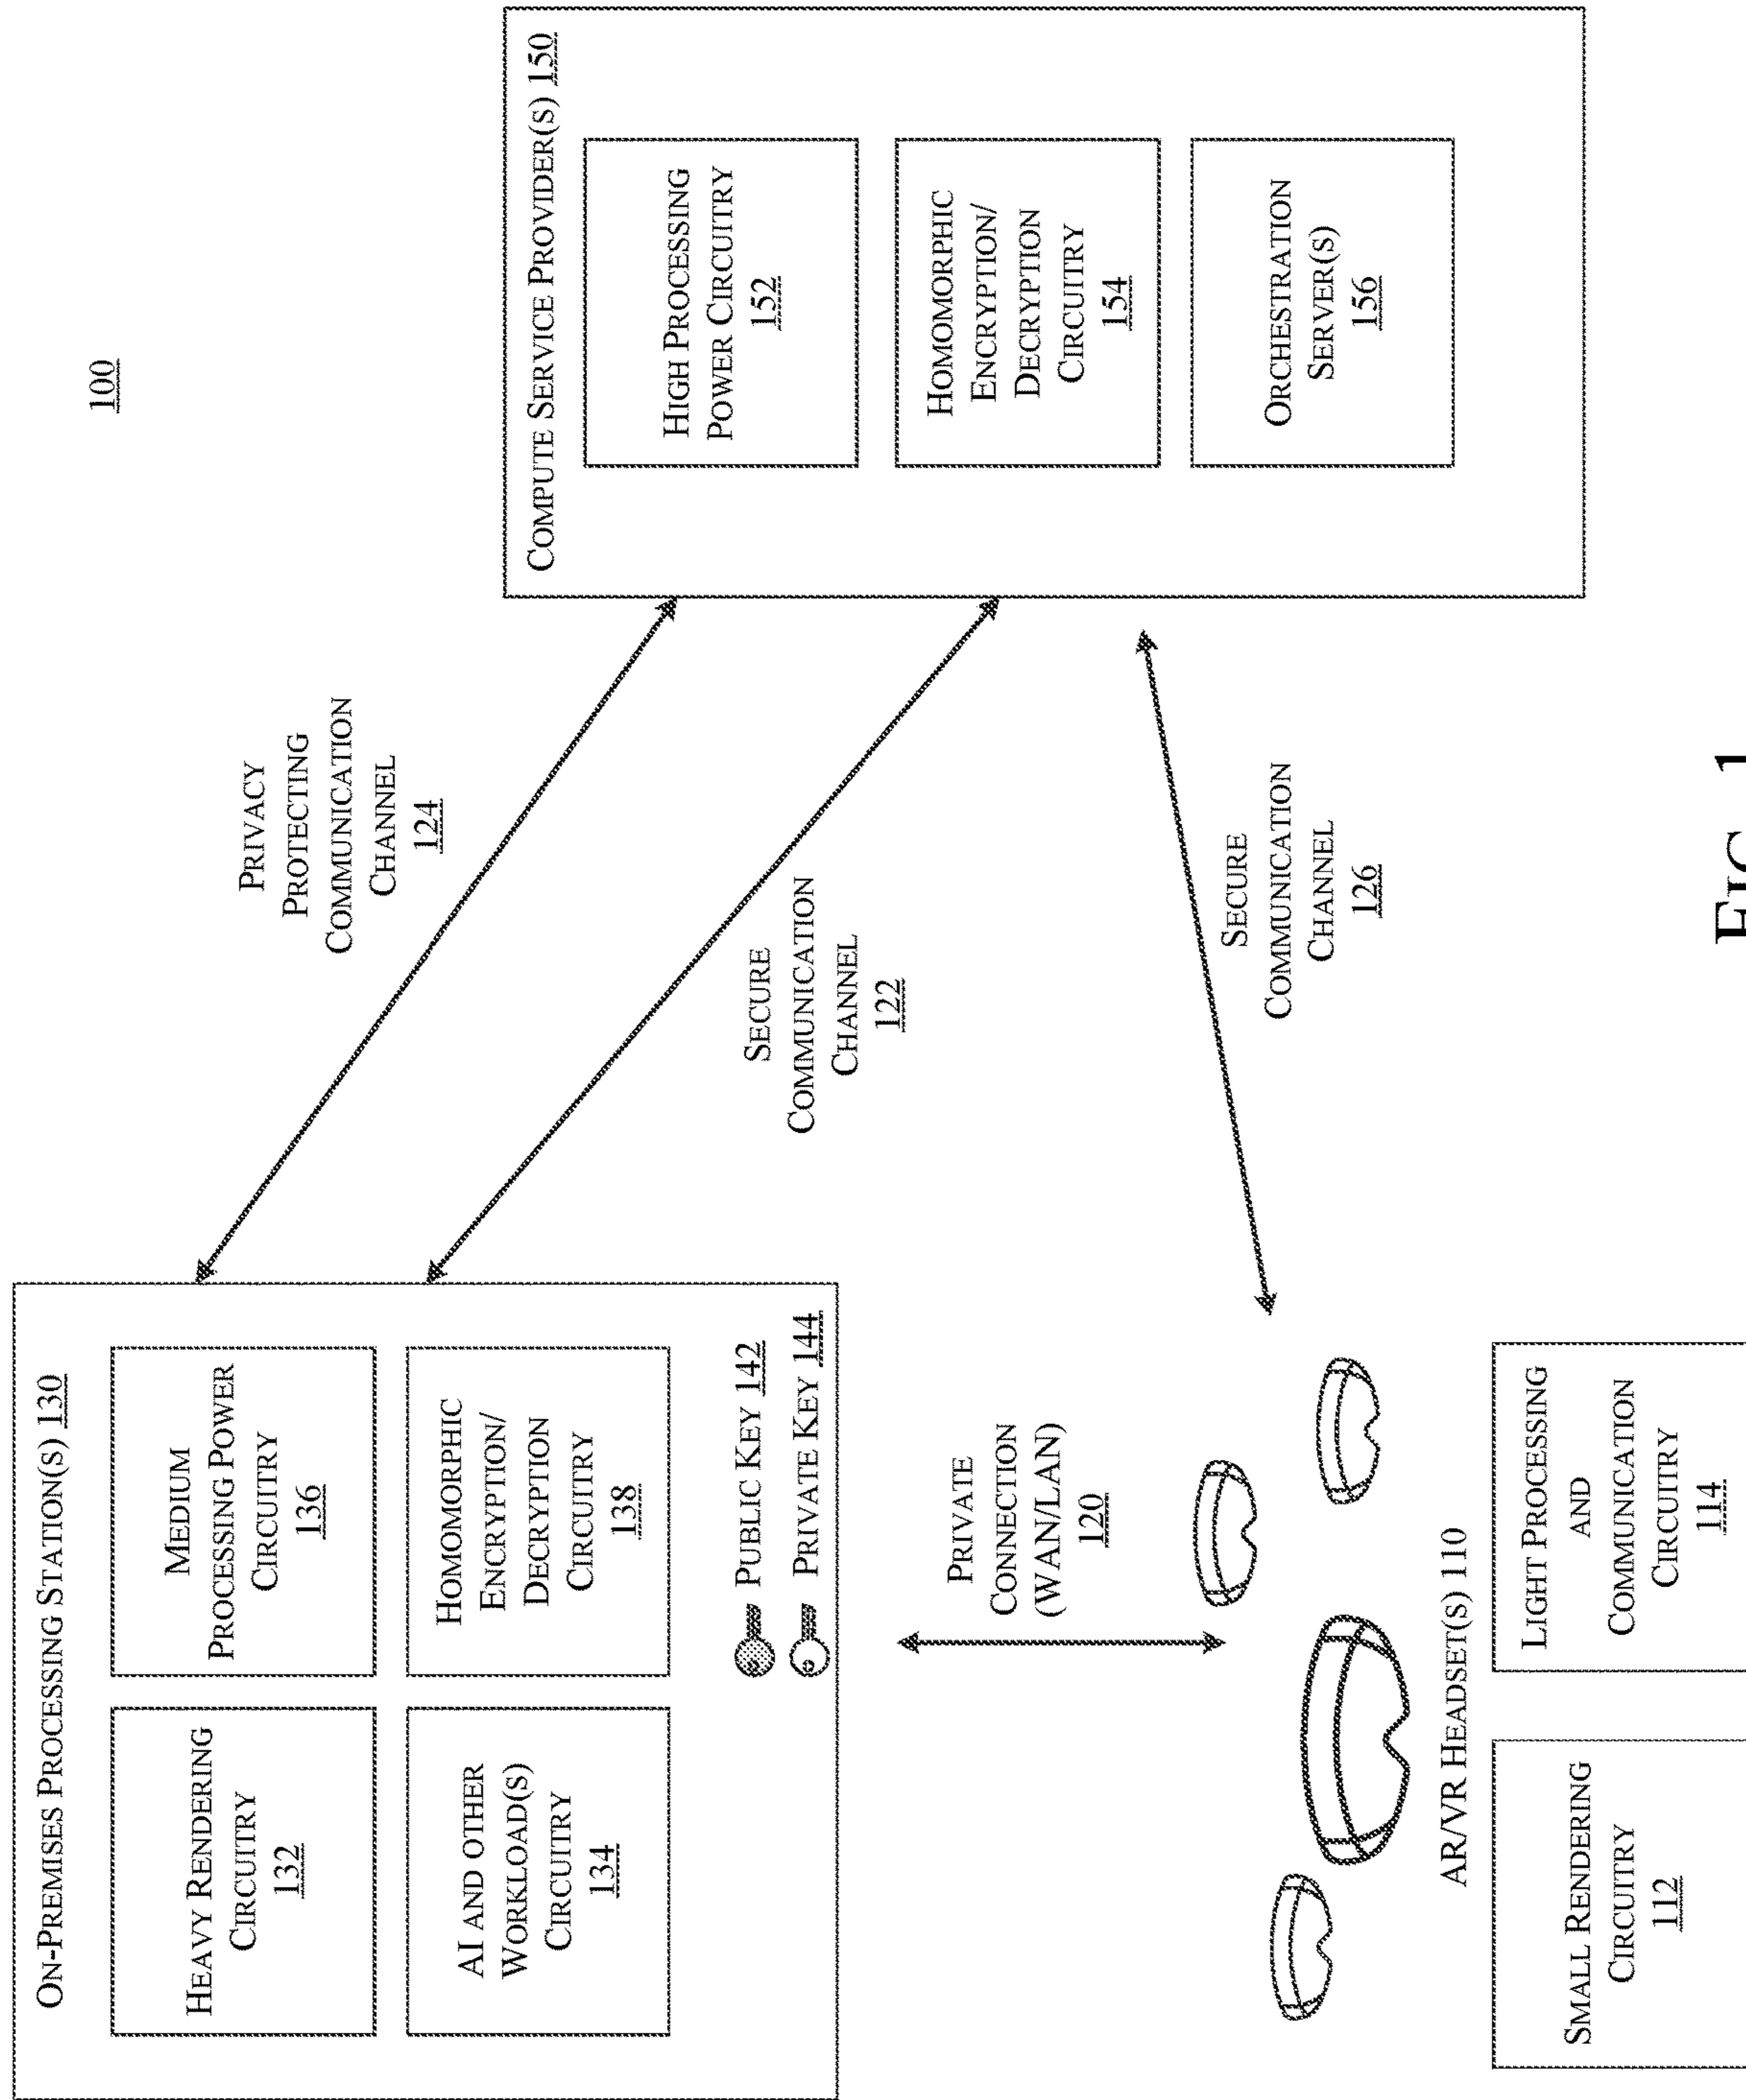 100
ON-PREMISES PROCESSING STATION(S) 130
HEAVY RENDERING
CIRCUITRY
132
MEDIUM
PROCESSING POWER
CIRCUITRY
136
AI AND OTHER
WORKLOAD(S)
CIRCUITRY
134
HOMOMORPHIC
ENCRYPTION/
DECRYPTION
CIRCUITRY
138
PUBLIC KEY 142
PRIVATE KEY 144
PRIVACY
PROTECTING
COMMUNICATION
CHANNEL
124
SECURE
COMMUNICATION
CHANNEL
122
COMPUTE SERVICE PROVIDER(S) 150
HIGH PROCESSING
POWER CIRCUITRY
152
HOMOMORPHIC
ENCRYPTION/
DECRYPTION
CIRCUITRY
154
ORCHESTRATION
SERVER(S)
156
PRIVATE
CONNECTION
(WAN/LAN)
120
SECURE
COMMUNICATION
CHANNEL
126
AR/VR HEADSET(S) 110
SMALL RENDERING
CIRCUITRY
112
LIGHT PROCESSING
AND
COMMUNICATION
CIRCUITRY
114
FIG. 1